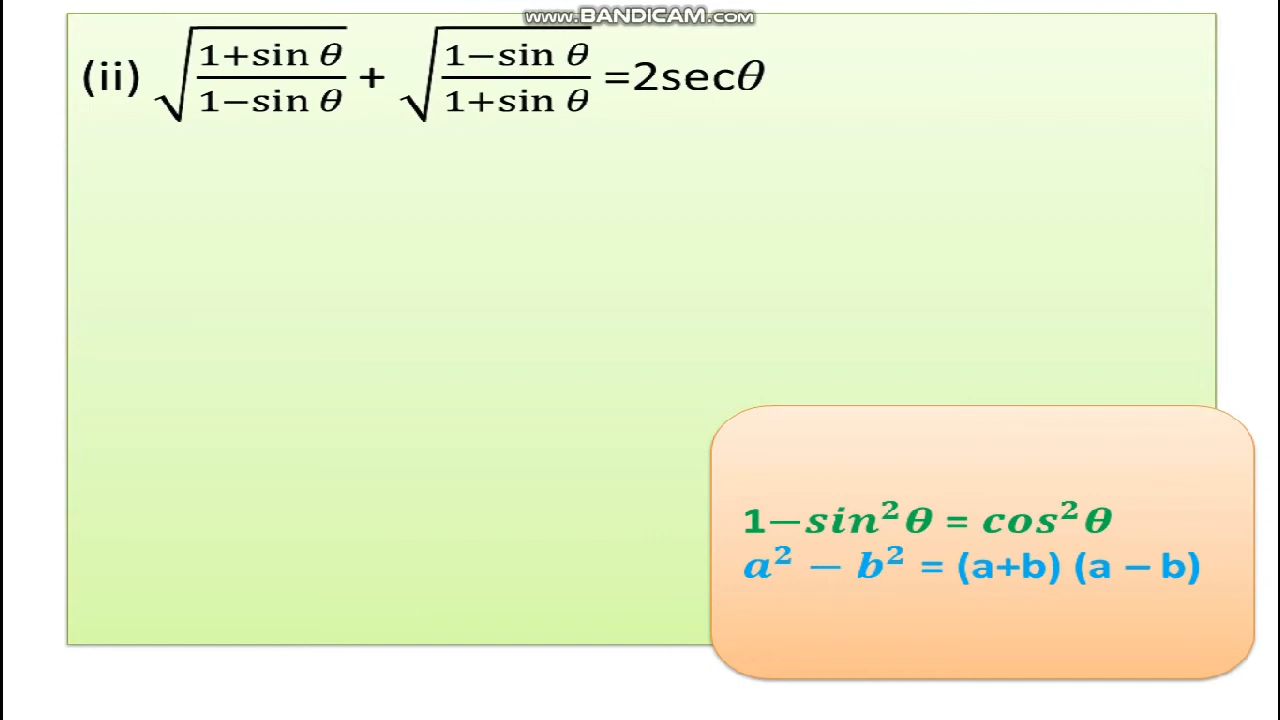 www.BANDICAM.com
(ii) √((1+sin θ)/(1−sin θ)) + √((1−sin θ)/(1+sin θ)) =2secθ
1−sin²θ = cos²θ
a² − b² = (a+b) (a − b)